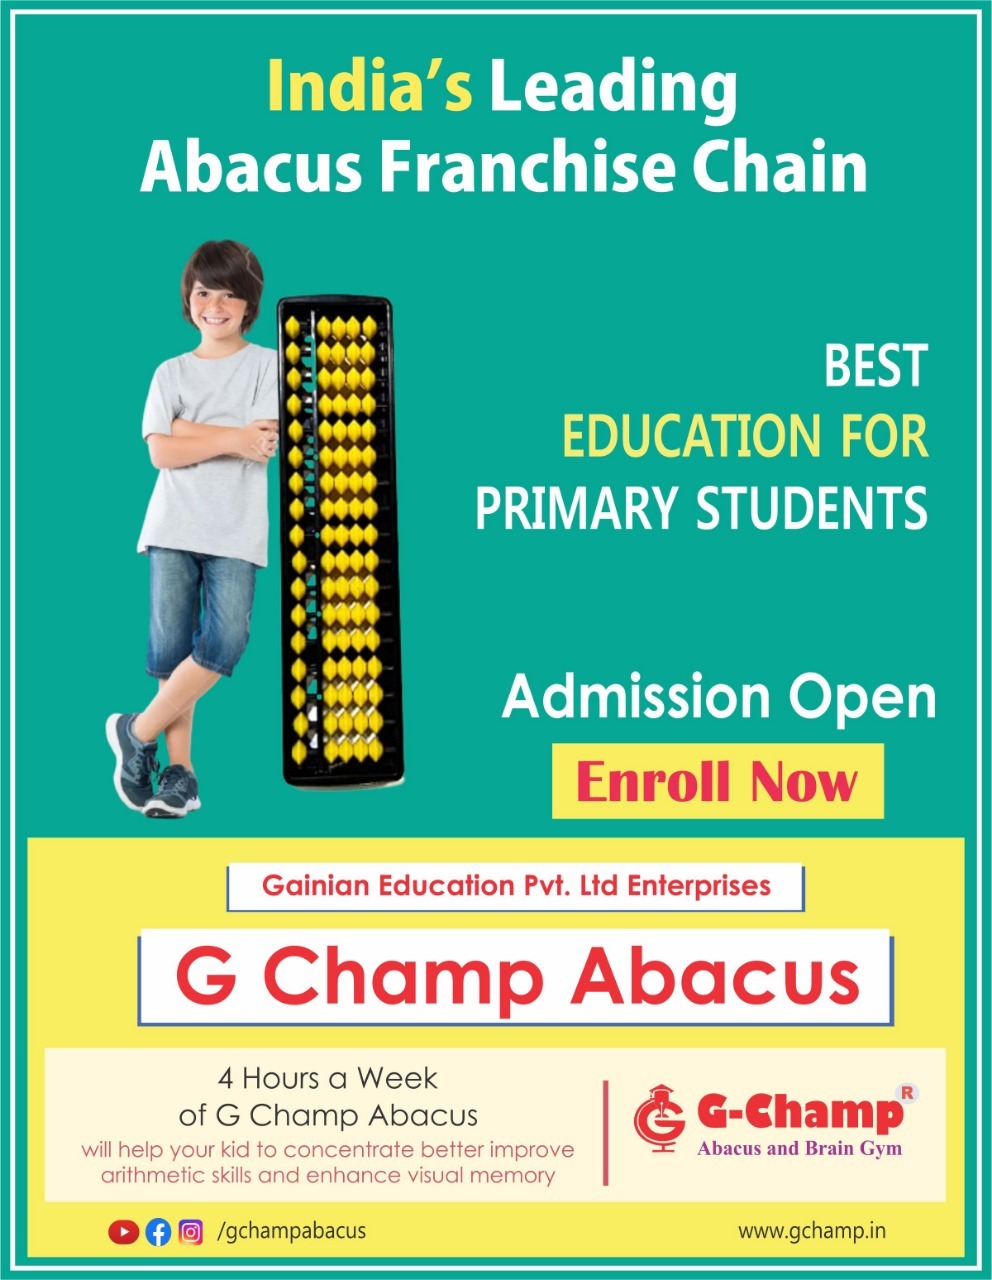 India's Leading
Abacus Franchise Chain
BEST
EDUCATION FOR
PRIMARY STUDENTS
Admission Open
Enroll Now
Gainian Education Pvt. Ltd Enterprises
G Champ Abacus
4 Hours a Week
of G Champ Abacus
will help your kid to concentrate better improve
arithmetic skills and enhance visual memory
G-Champ R
Abacus and Brain Gym
/gchampabacus
www.gchamp.in